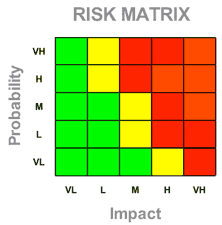 RISK MATRIX
Probability
VH
H
M
L
VL
VL L M H VH
Impact